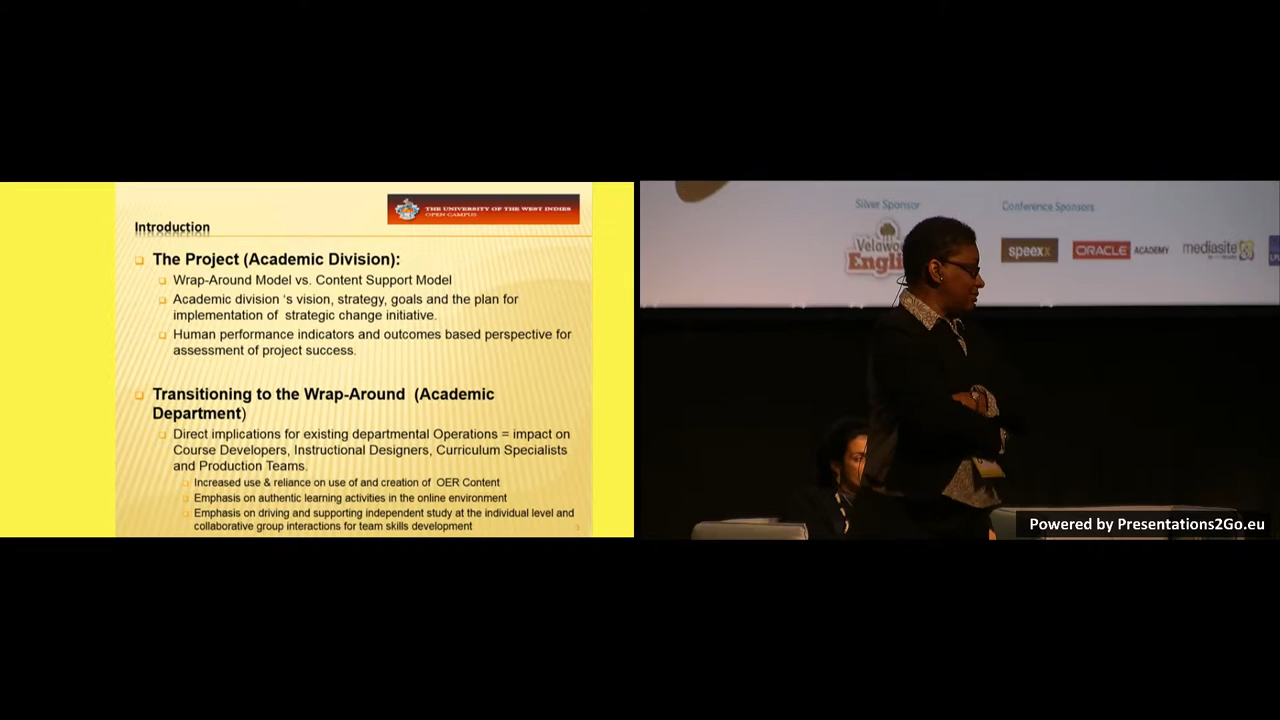 THE UNIVERSITY OF THE WEST INDIES
OPEN CAMPUS
Introduction
The Project (Academic Division):
Wrap-Around Model vs. Content Support Model
Academic division 's vision, strategy, goals and the plan for
implementation of strategic change initiative.
Human performance indicators and outcomes based perspective for
assessment of project success.
Transitioning to the Wrap-Around (Academic
Department)
Direct implications for existing departmental Operations = impact on
Course Developers, Instructional Designers, Curriculum Specialists
and Production Teams.
Increased use & reliance on use of and creation of OER Content
Emphasis on authentic learning activities in the online environment
Emphasis on driving and supporting independent study at the individual level and
collaborative group interactions for team skills development
3
Silver Sponsor
Conference Sponsors
speexx
ORACLE ACADEMY
mediasite
Powered by Presentations2Go.eu